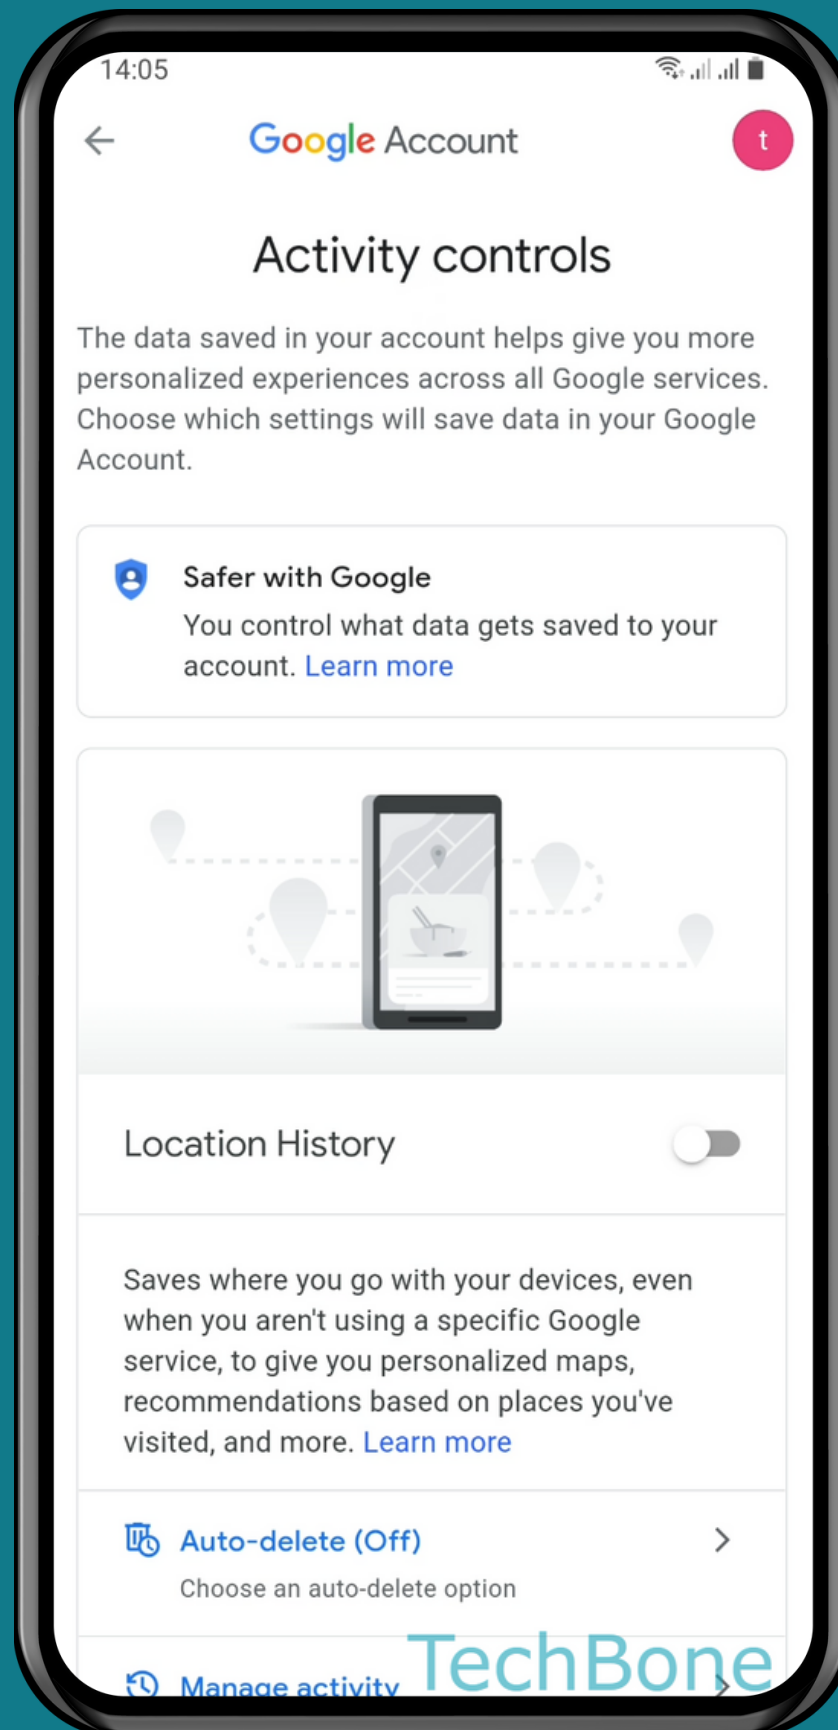 14:05
Google Account
t
Activity controls
The data saved in your account helps give you more
personalized experiences across all Google services.
Choose which settings will save data in your Google
Account.
Safer with Google
You control what data gets saved to your
account. Learn more
Location History
Saves where you go with your devices, even
when you aren't using a specific Google
service, to give you personalized maps,
recommendations based on places you've
visited, and more. Learn more
Auto-delete (Off)
Choose an auto-delete option
Manage activity
TechBone